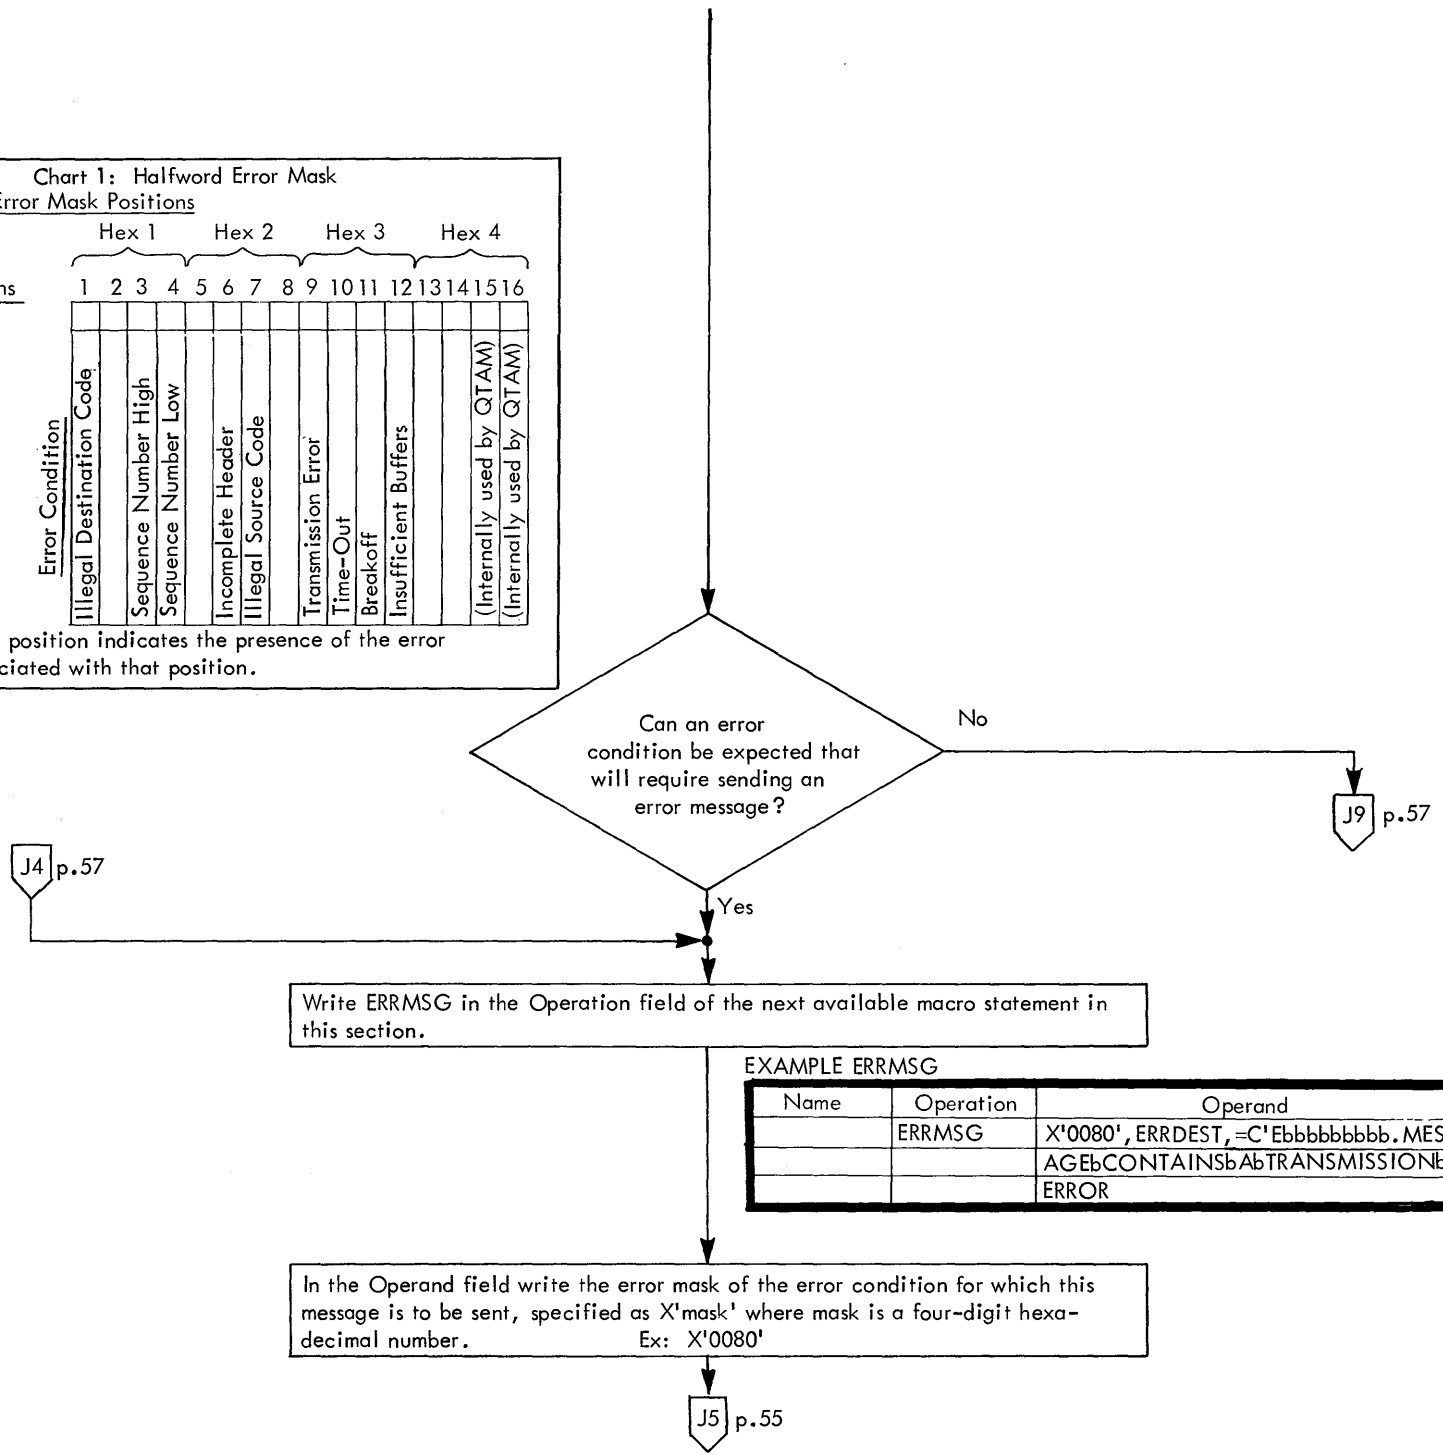 Chart 1: Halfword Error Mask
Error Mask Positions
Hex 1 Hex 2 Hex 3 Hex 4
1 2 3 4 5 6 7 8 9 10 11 12 13 14 15 16
Error Condition
Illegal Destination Code
Sequence Number High
Sequence Number Low
Incomplete Header
Illegal Source Code
Transmission Error
Time-Out
Breakoff
Insufficient Buffers
(Internally used by QTAM)
(Internally used by QTAM)
position indicates the presence of the error
ciated with that position.
Can an error
condition be expected that
will require sending an
error message?
No
J9 p.57
J4 p.57
Yes
Write ERRMSG in the Operation field of the next available macro statement in
this section.
EXAMPLE ERRMSG
Name Operation Operand
ERRMSG X'0080',ERRDEST,=C'Ebbbbbbbbbb.MES
AGEbCONTAINSbAbTRANSMISSIONb
ERROR
In the Operand field write the error mask of the error condition for which this
message is to be sent, specified as X'mask' where mask is a four-digit hexa-
decimal number. Ex: X'0080'
J5 p.55